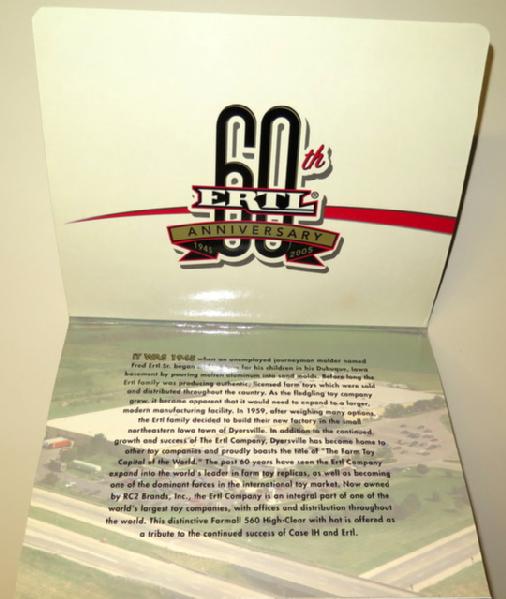 60th
ERTL®
ANNIVERSARY
1945 2005
IT WAS 1945 when an unemployed journeyman molder named
Fred Ertl Sr. began for his children in his Dubuque, Iowa
basement by pouring molten aluminum into sand molds. Before long the
Ertl family was producing authentic, licensed farm toys which were sold
and distributed throughout the country. As the fledgling toy company
grew, it became apparent that it would need to expand to a larger,
modern manufacturing facility. In 1959, after weighing many options,
the Ertl family decided to build their new factory in the small
northeastern Iowa town of Dyersville. In addition to the continued
growth and success of The Ertl Company, Dyersville has become home to
other toy companies and proudly boasts the title of "The Farm Toy
Capital of the World." The past 60 years have seen the Ertl Company
expand into the world's leader in farm toy replicas, as well as becoming
one of the dominant forces in the international toy market. Now owned
by RC2 Brands, Inc., the Ertl Company is an integral part of one of the
world's largest toy companies, with offices and distribution throughout
the world. This distinctive Farmall 560 High-Clear with hat is offered as
a tribute to the continued success of Case IH and Ertl.